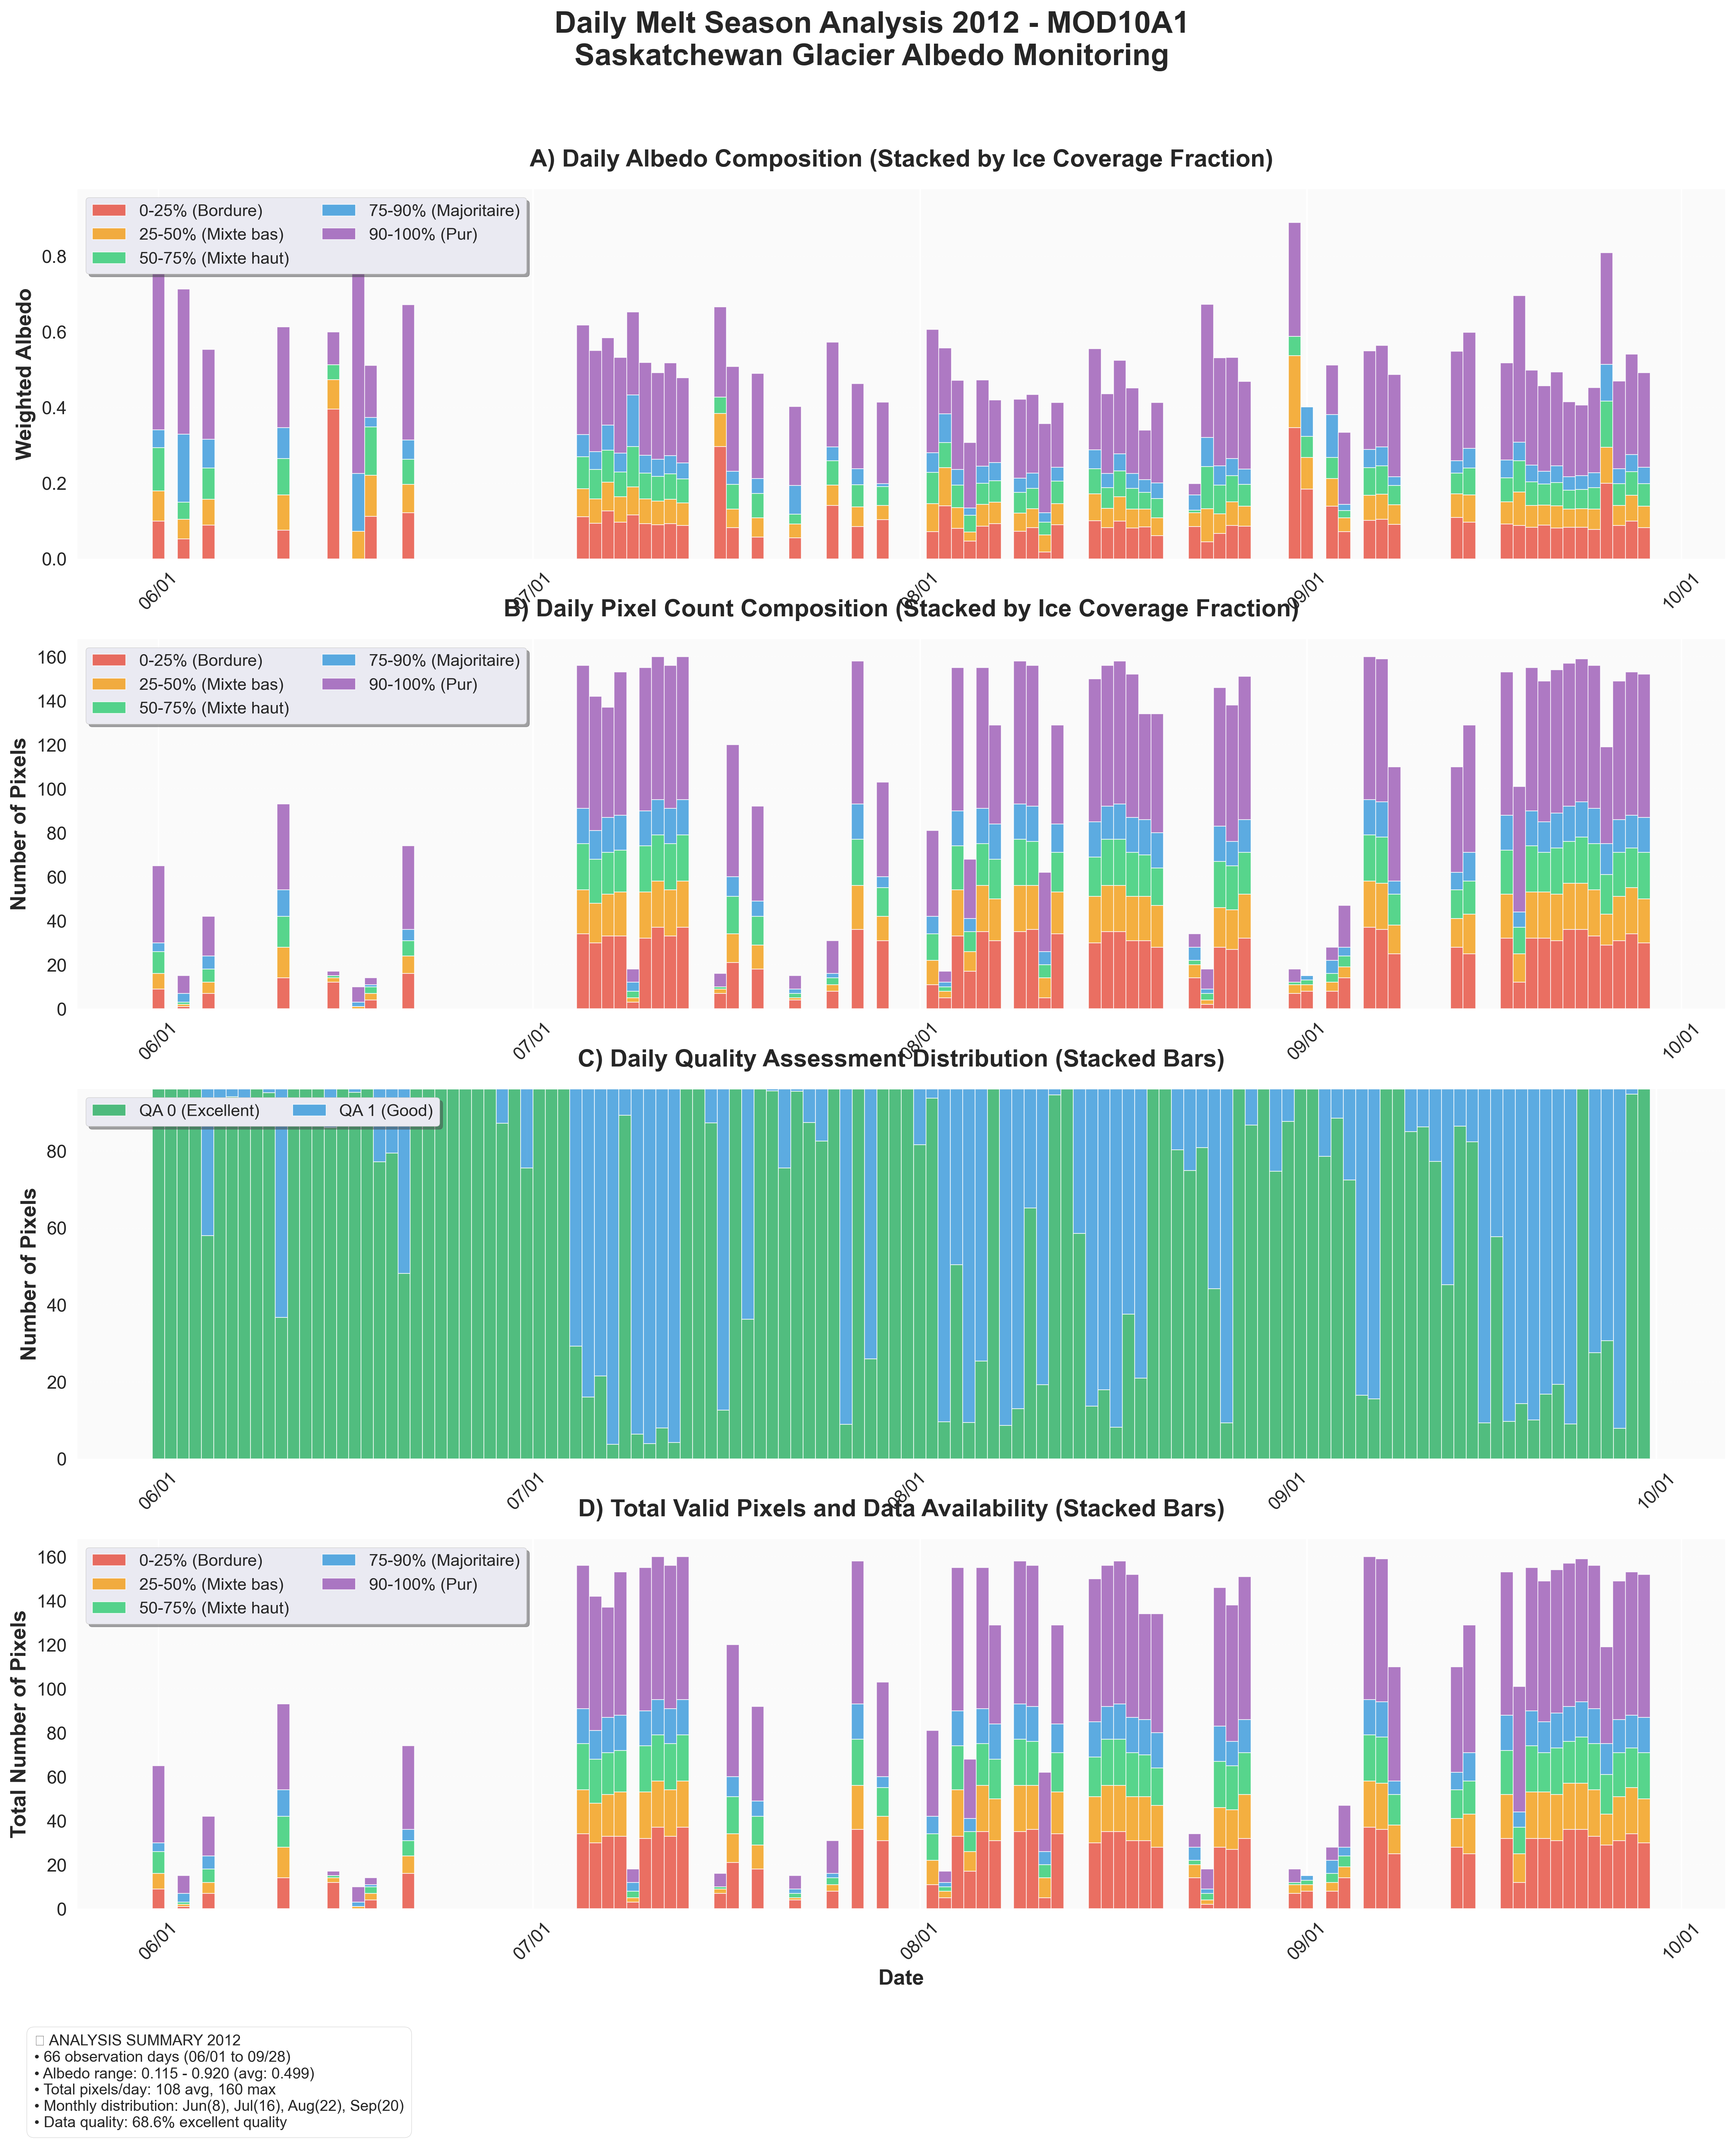 Daily Melt Season Analysis 2012 - MOD10A1
Saskatchewan Glacier Albedo Monitoring
A) Daily Albedo Composition (Stacked by Ice Coverage Fraction)
0-25% (Bordure)
25-50% (Mixte bas)
50-75% (Mixte haut)
75-90% (Majoritaire)
90-100% (Pur)
Weighted Albedo
0.8
0.6
0.4
0.2
0.0
06/01
07/01
08/01
09/01
10/01
B) Daily Pixel Count Composition (Stacked by Ice Coverage Fraction)
0-25% (Bordure)
25-50% (Mixte bas)
50-75% (Mixte haut)
75-90% (Majoritaire)
90-100% (Pur)
Number of Pixels
160
140
120
100
80
60
40
20
0
06/01
07/01
08/01
09/01
10/01
C) Daily Quality Assessment Distribution (Stacked Bars)
QA 0 (Excellent)
QA 1 (Good)
Number of Pixels
80
60
40
20
0
06/01
07/01
08/01
09/01
10/01
D) Total Valid Pixels and Data Availability (Stacked Bars)
0-25% (Bordure)
25-50% (Mixte bas)
50-75% (Mixte haut)
75-90% (Majoritaire)
90-100% (Pur)
Total Number of Pixels
160
140
120
100
80
60
40
20
0
06/01
07/01
08/01
09/01
10/01
Date
ANALYSIS SUMMARY 2012
• 66 observation days (06/01 to 09/28)
• Albedo range: 0.115 - 0.920 (avg: 0.499)
• Total pixels/day: 108 avg, 160 max
• Monthly distribution: Jun(8), Jul(16), Aug(22), Sep(20)
• Data quality: 68.6% excellent quality